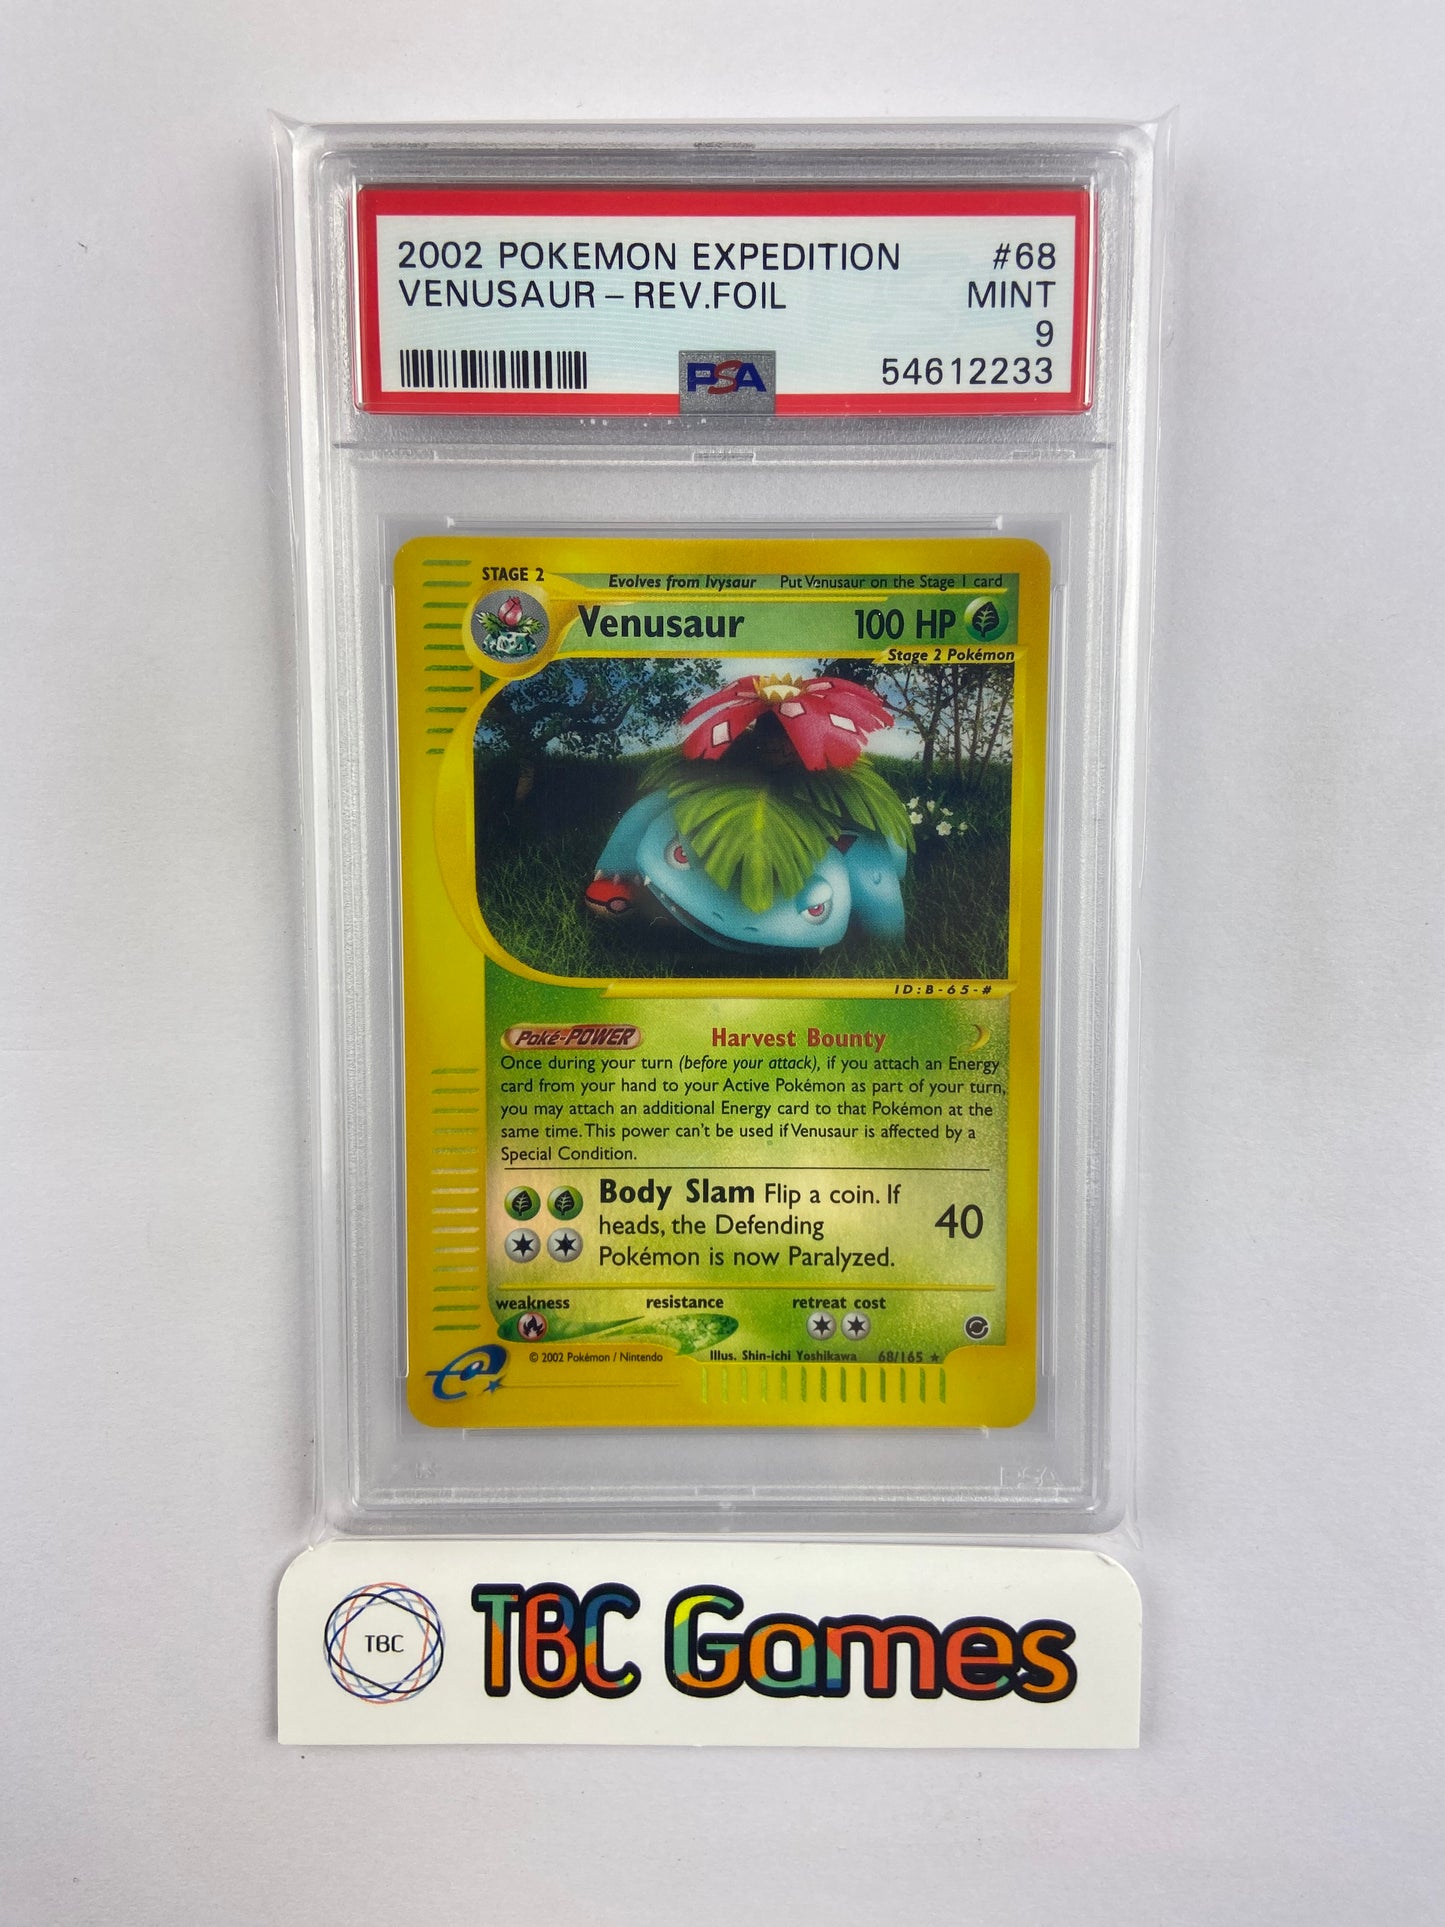 2002 POKEMON EXPEDITION #68
VENUSAUR – REV.FOIL MINT
9
PSA 54612233
STAGE 2
Evolves from Ivysaur Put Venusaur on the Stage 1 card
Venusaur 100 HP
Stage 2 Pokémon
ID:B-65-#
Poké-POWER Harvest Bounty
Once during your turn (before your attack), if you attach an Energy
card from your hand to your Active Pokémon as part of your turn,
you may attach an additional Energy card to that Pokémon at the
same time. This power can't be used if Venusaur is affected by a
Special Condition.
Body Slam Flip a coin. If
heads, the Defending 40
Pokémon is now Paralyzed.
weakness resistance retreat cost
© 2002 Pokémon / Nintendo Illus. Shin-ichi Yoshikawa 68/165 ★
e
PSA
TBC TBC Games